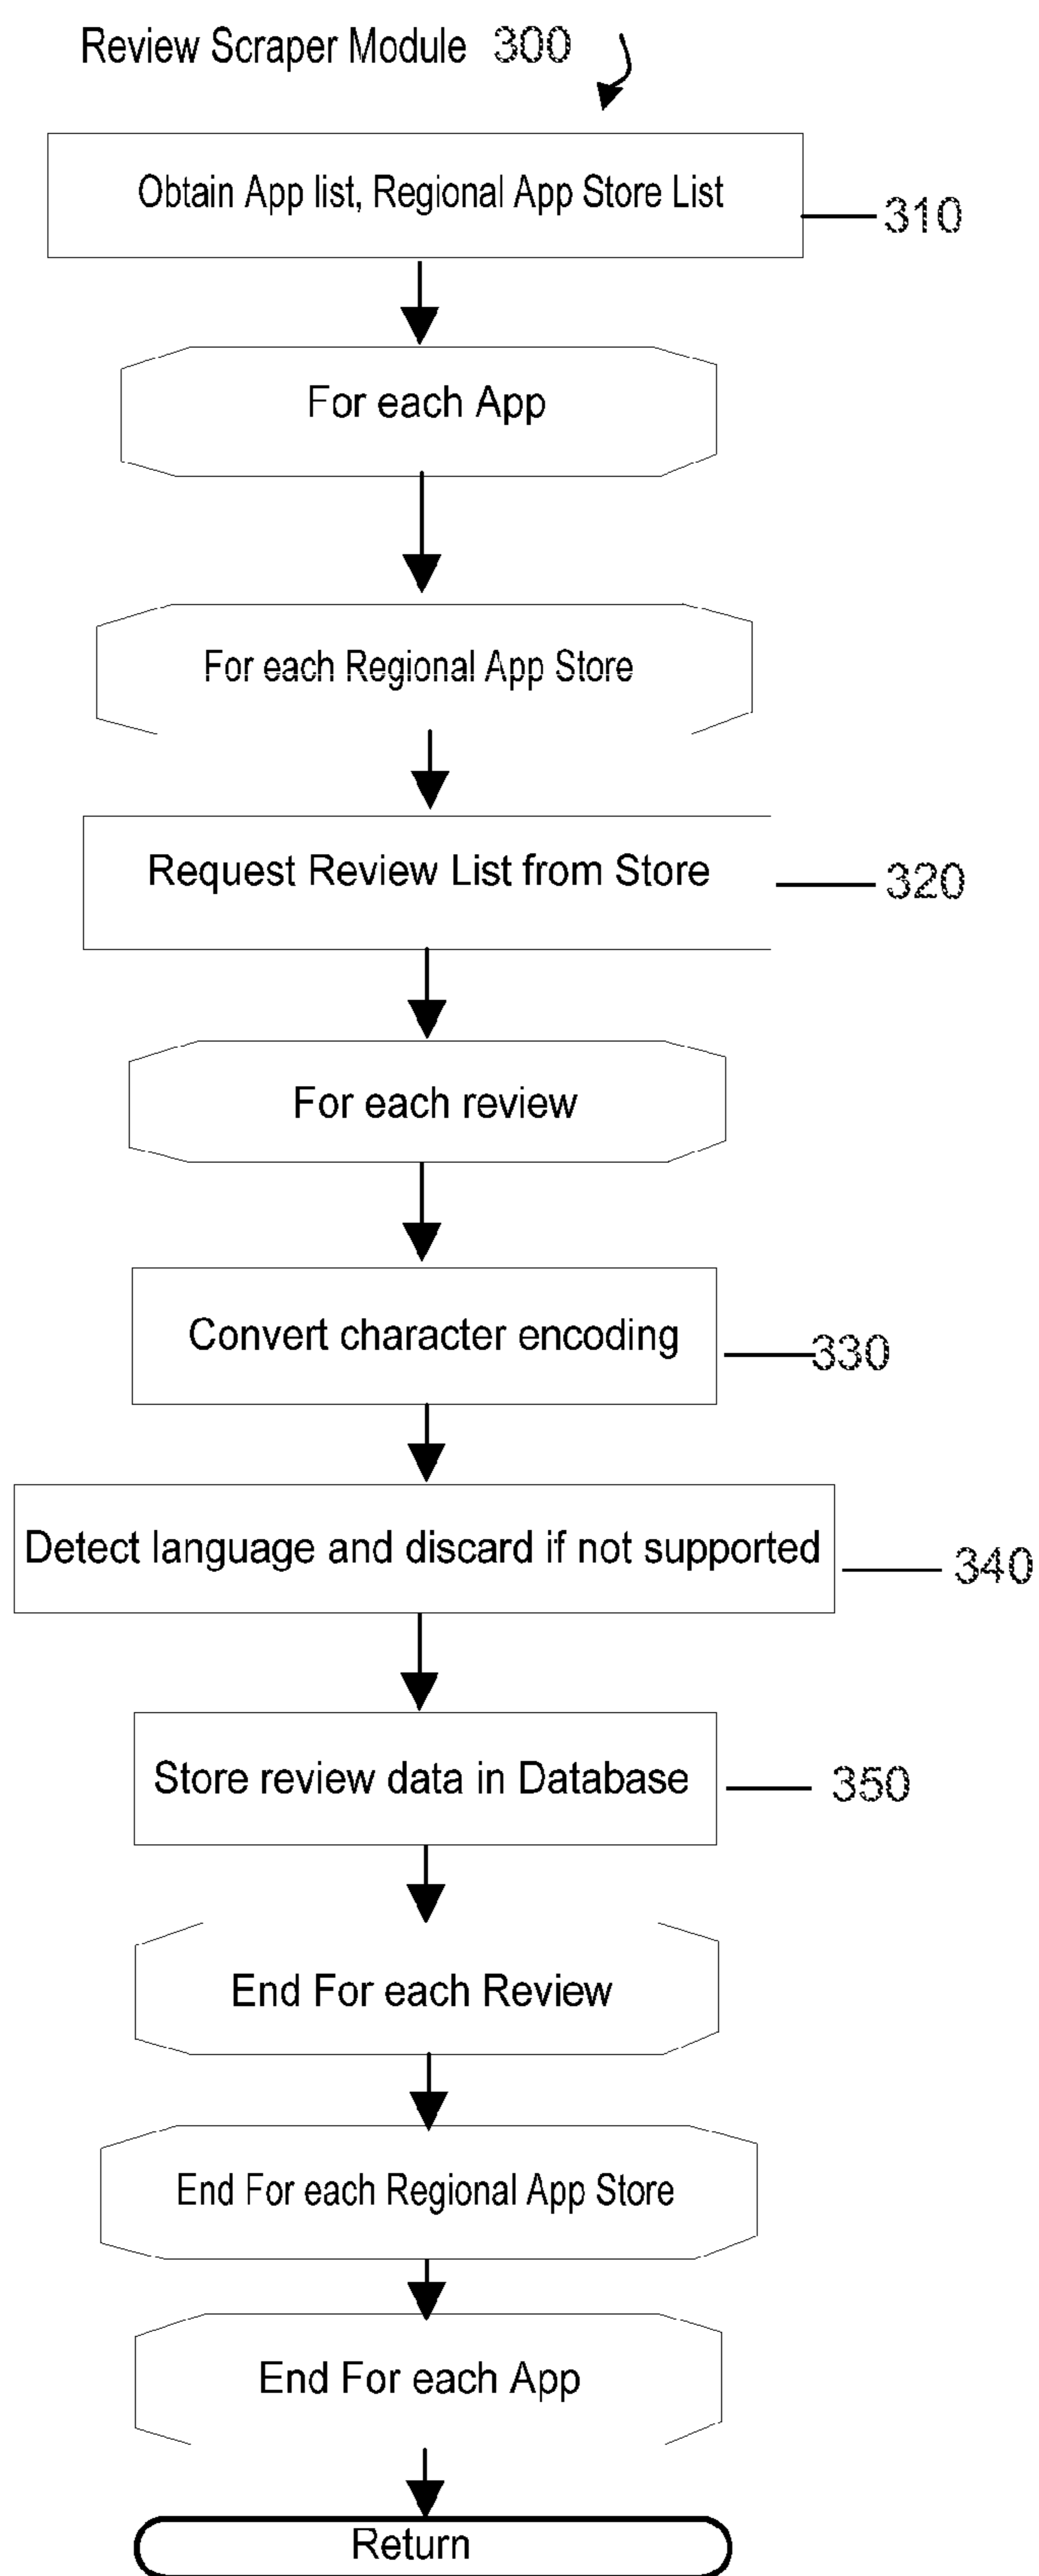 Review Scraper Module 300
Obtain App list, Regional App Store List
310
For each App
For each Regional App Store
Request Review List from Store
320
For each review
Convert character encoding
330
Detect language and discard if not supported
340
Store review data in Database
350
End For each Review
End For each Regional App Store
End For each App
Return